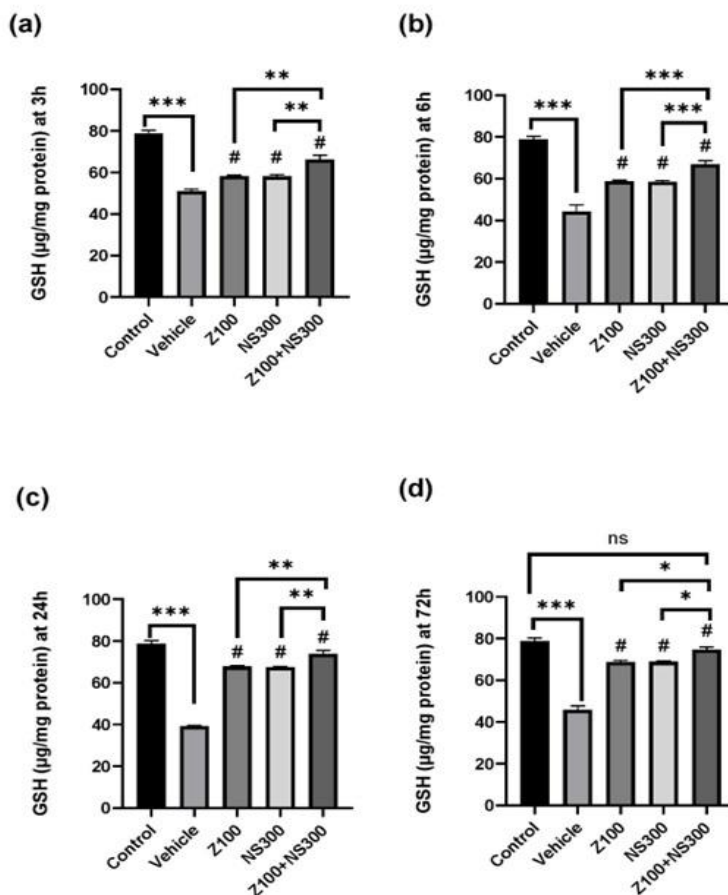 (a)
GSH (µg/mg protein) at 3h
100
80
60
40
20
0
***
**
**
#
#
#
Control
Vehicle
Z100
NS300
Z100+NS300
(b)
GSH (µg/mg protein) at 6h
100
80
60
40
20
0
***
***
***
#
#
#
Control
Vehicle
Z100
NS300
Z100+NS300
(c)
GSH (µg/mg protein) at 24h
100
80
60
40
20
0
***
**
**
#
#
#
Control
Vehicle
Z100
NS300
Z100+NS300
(d)
GSH (µg/mg protein) at 72h
100
80
60
40
20
0
ns
***
*
*
#
#
#
Control
Vehicle
Z100
NS300
Z100+NS300